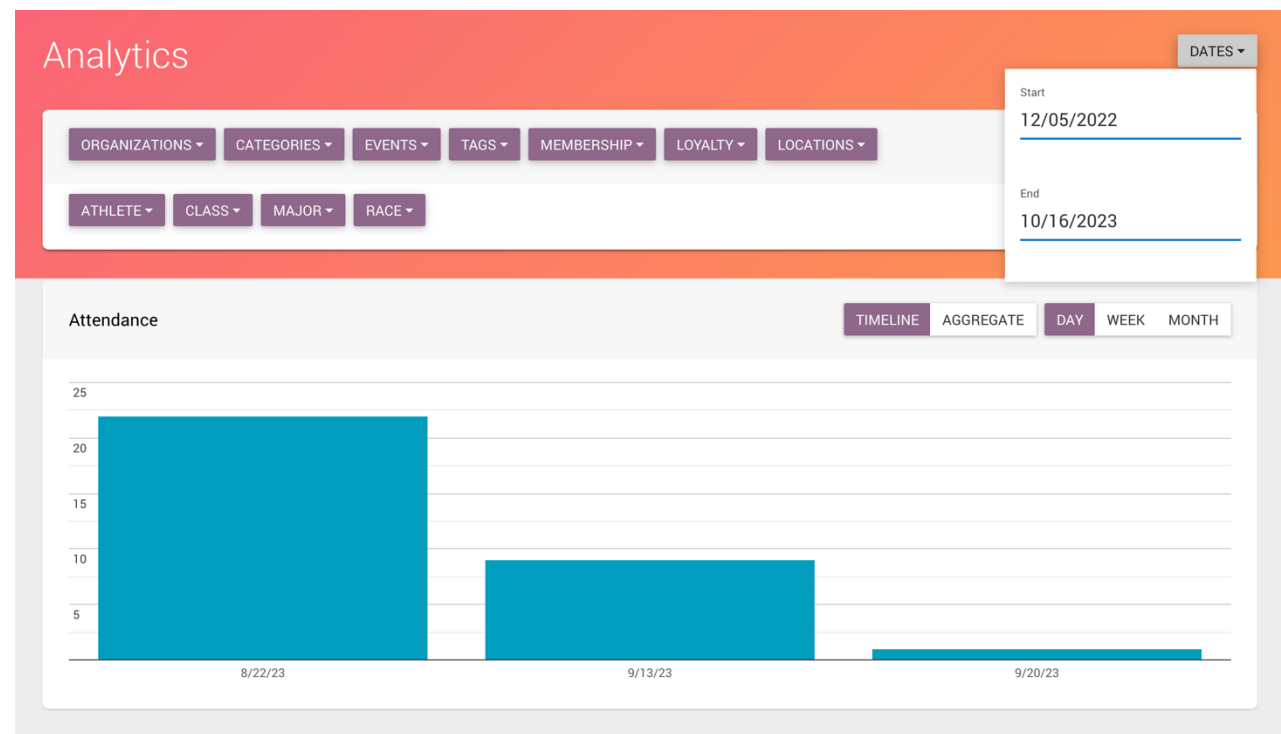 Analytics
DATES
Start
12/05/2022
End
10/16/2023
ORGANIZATIONS CATEGORIES EVENTS TAGS MEMBERSHIP LOYALTY LOCATIONS
ATHLETE CLASS MAJOR RACE
Attendance TIMELINE AGGREGATE DAY WEEK MONTH
25
20
15
10
5
8/22/23 9/13/23 9/20/23